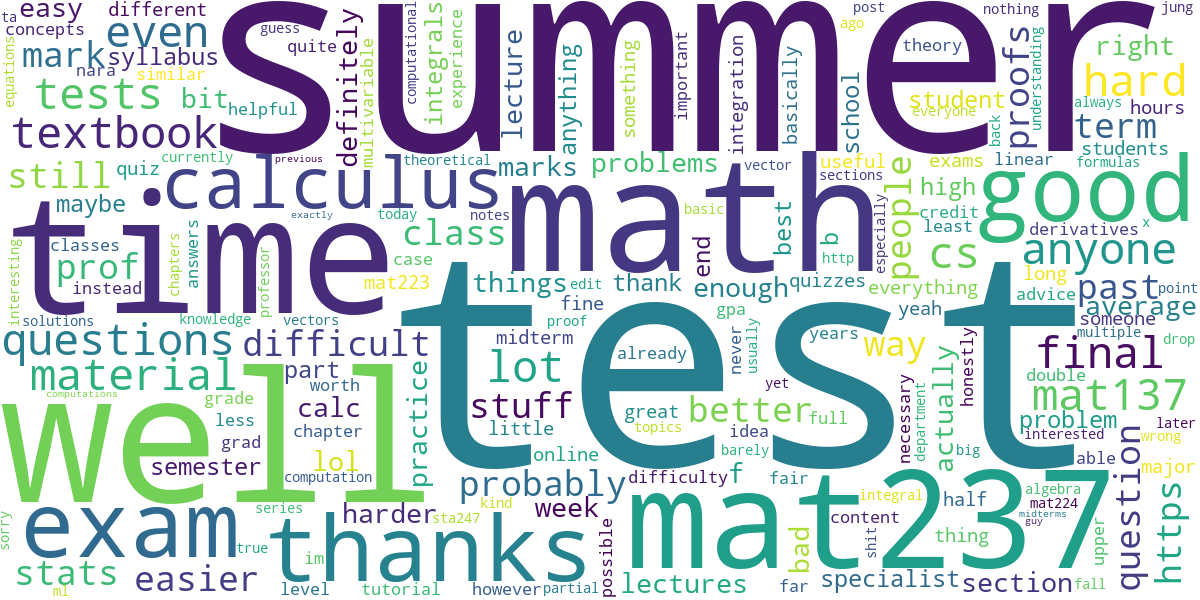 summer
test
well
time
math
mat237
good
thanks
exam
calculus
textbook
even
mark
tests
bit
syllabus
easy
different
ta
concepts
nara
similar
equations
helpful
guess
quite
definitely
multivariable
computational
integrals
experience
lecture
anything
something
important
integration
basically
school
ago
post
theory
nothing
jung
student
everyone
proofs
understanding
right
hard
always
hours
back
term
students
formulas
linear
exams
useful
sections
vector
problems
marks
theoretical
previous
currently
quiz
still
maybe
classes
chapters
answers
exactly
today
notes
class
case
basic
best
b
especially
people
high
credit
least
derivatives
x
anyone
cs
http
quizzes
everything
long
advice
past
point
average
someone
multiple
drop
interesting
prof
instead
professor
mat223
end
things
edit
thank
enough
fine
proof
gpa
never
usually
years
yeah
solutions
knowledge
vectors
questions
difficult
midterm
already
way
actually
honestly
final
double
mat137
material
part
worth
computations
practice
lot
stuff
little
great
topics
yet
better
full
idea
barely
necessary
department
problem
interested
later
wrong
major
able
big
less
grade
grad
calc
chapter
lol
semester
computation
online
probably
difficulty
f
fair
integral
half
algebra
mat224
midterms
guy
question
https
upper
series
harder
kind
sta247
week
possible
bad
content
shit
thing
sorry
true
im
stats
easier
ml
level
tutorial
however
partial
lectures
far
specialist
section
fall